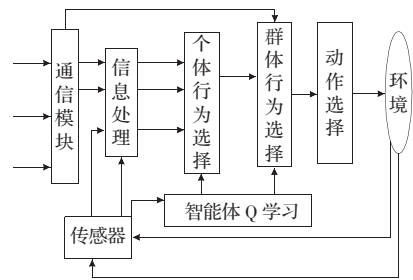 通信模块
信息处理
个体行为选择
群体行为选择
动作选择
环境
智能体 Q 学习
传感器